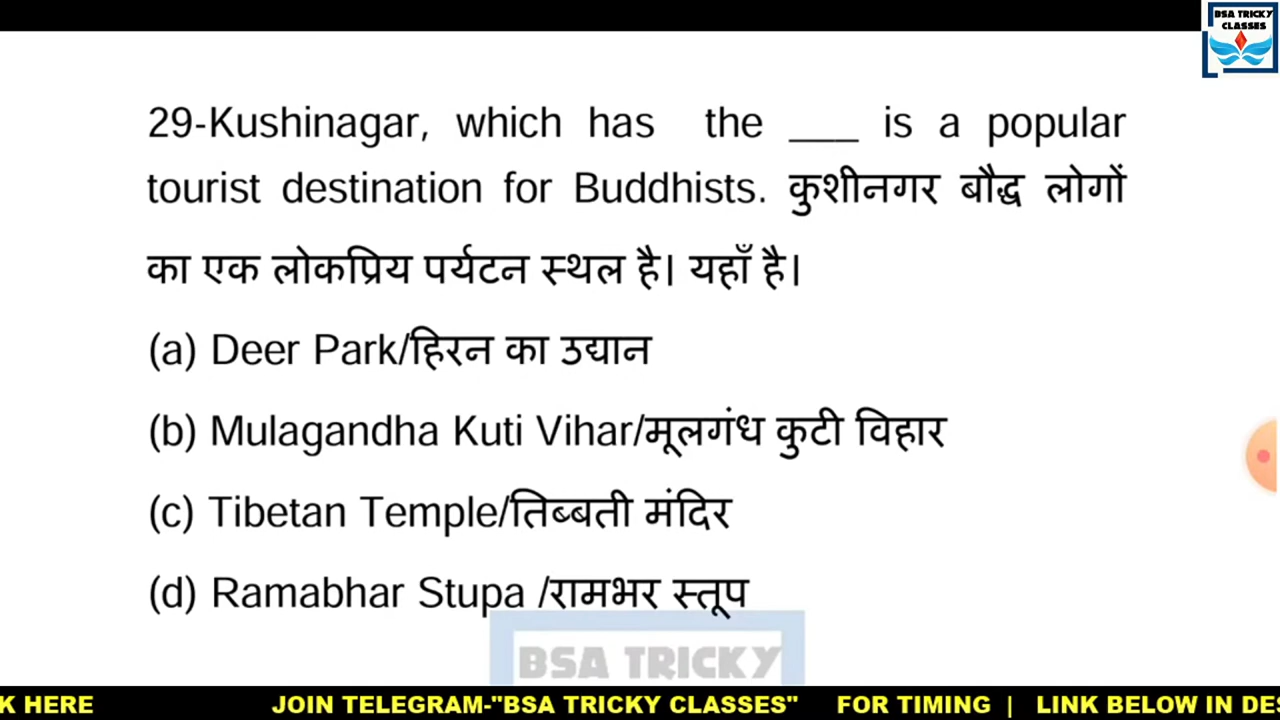 BSA TRICKY
CLASSES
29-Kushinagar, which has the ___ is a popular
tourist destination for Buddhists. कुशीनगर बौद्ध लोगों
का एक लोकप्रिय पर्यटन स्थल है। यहाँ है।
(a) Deer Park/हिरन का उद्यान
(b) Mulagandha Kuti Vihar/मूलगंध कुटी विहार
(c) Tibetan Temple/तिब्बती मंदिर
(d) Ramabhar Stupa /रामभर स्तूप
BSA TRICKY
K HERE JOIN TELEGRAM-"BSA TRICKY CLASSES" FOR TIMING | LINK BELOW IN DES